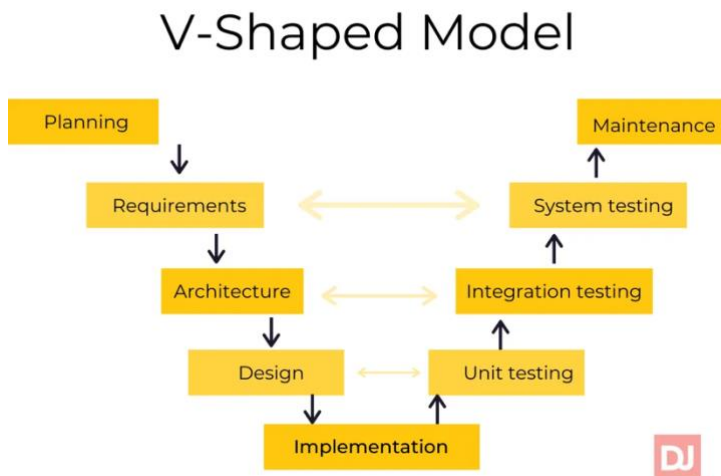 V-Shaped Model
Planning
Maintenance
Requirements
System testing
Architecture
Integration testing
Design
Unit testing
Implementation
DJ